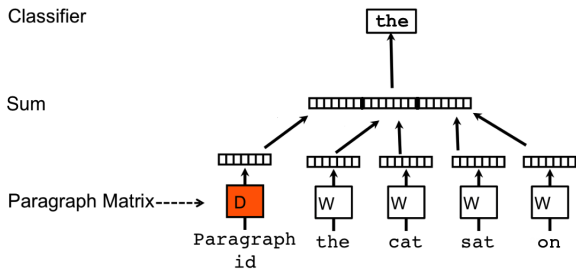 Classifier
the
Sum
Paragraph Matrix
D
W
W
W
W
Paragraph
id
the
cat
sat
on